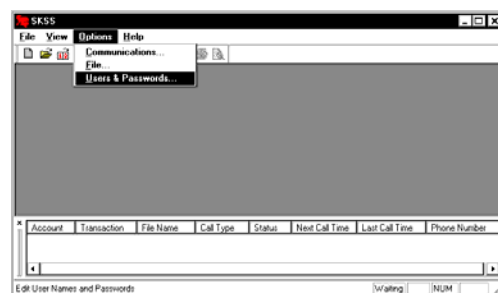 SKSS
File View Options Help
Communications...
File...
Users & Passwords...
Account Transaction File Name Call Type Status Next Call Time Last Call Time Phone Number
Edit User Names and Passwords Waiting NUM